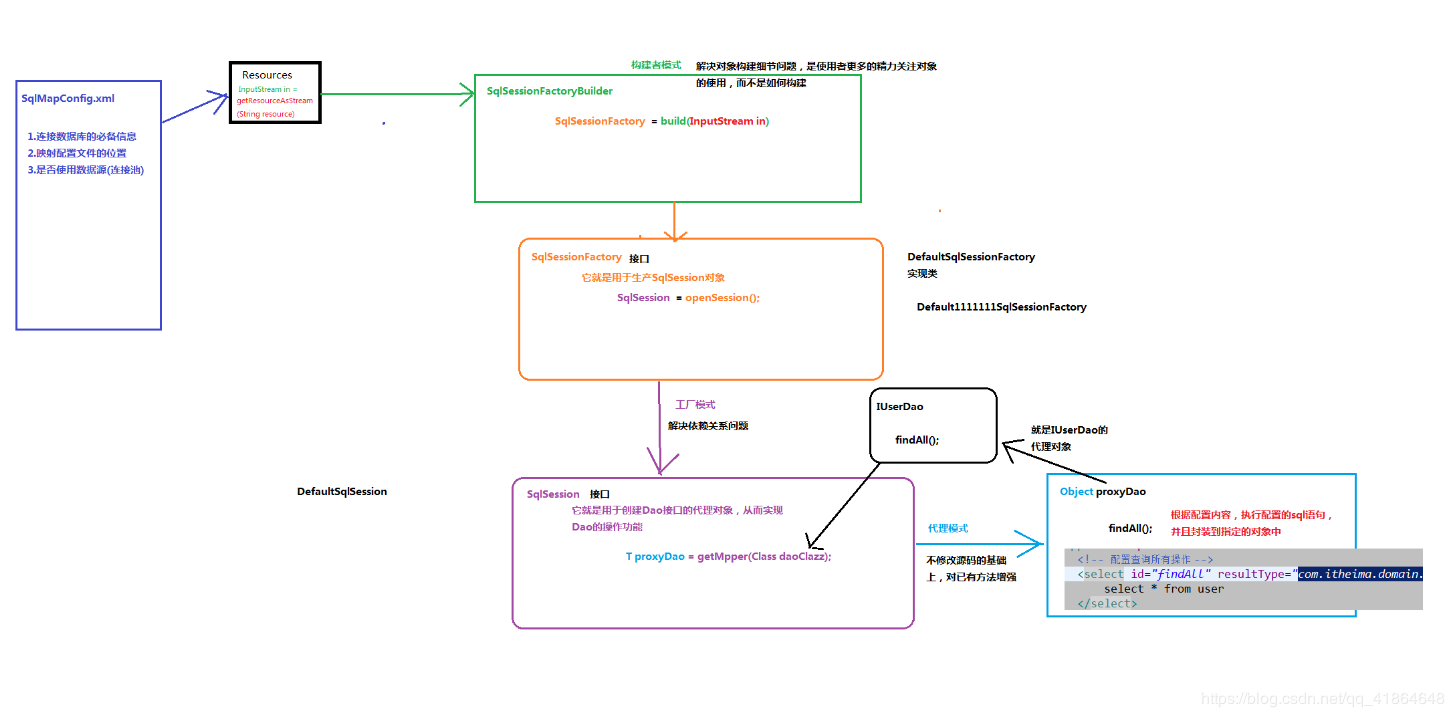 SqlMapConfig.xml
1.连接数据库的必备信息
2.映射配置文件的位置
3.是否使用数据源(连接池)
Resources
InputStream in =
getResourceAsStream
(String resource)
构建者模式
解决对象构建细节问题，是使用者更多的精力关注对象
的使用，而不是如何构建
SqlSessionFactoryBuilder
SqlSessionFactory = build(InputStream in)
SqlSessionFactory 接口
它就是用于生产SqlSession对象
SqlSession = openSession();
DefaultSqlSessionFactory
实现类
Default1111111SqlSessionFactory
工厂模式
解决依赖关系问题
IUserDao
findAll();
就是IUserDao的
代理对象
DefaultSqlSession
SqlSession 接口
它就是用于创建Dao接口的代理对象，从而实现
Dao的操作功能
T proxyDao = getMpper(Class daoClazz);
代理模式
不修改源码的基础
上，对已有方法增强
Object proxyDao
findAll();
根据配置内容，执行配置的sql语句，
并且封装到指定的对象中
<!-- 配置查询所有操作 -->
<select id="findAll" resultType="com.itheima.domain.
select * from user
</select>
https://blog.csdn.net/qq_41864648